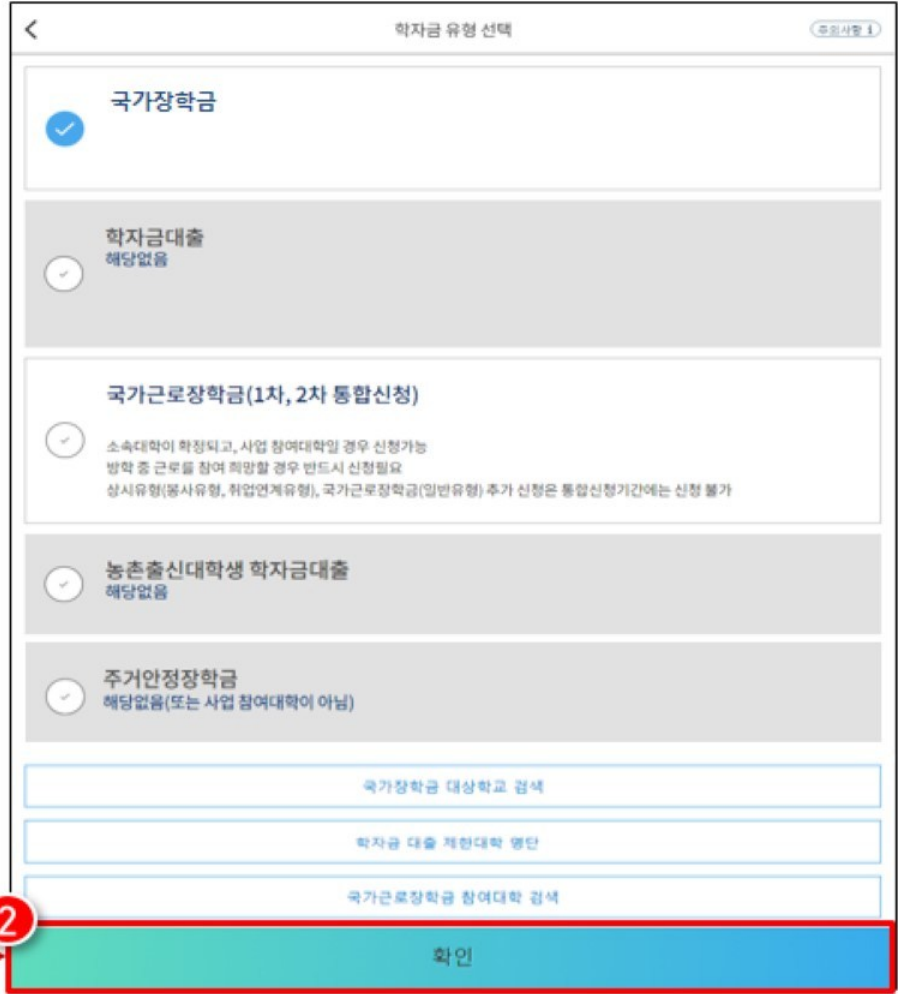 학자금 유형 선택
주의사항 i
국가장학금
학자금대출
해당없음
국가근로장학금(1차, 2차 통합신청)
소속대학이 확정되고, 사업 참여대학일 경우 신청가능
방학 중 근로를 참여 희망할 경우 반드시 신청필요
상시유형(봉사유형, 취업연계유형), 국가근로장학금(일반유형) 추가 신청은 통합신청기간에는 신청 불가
농촌출신대학생 학자금대출
해당없음
주거안정장학금
해당없음(또는 사업 참여대학이 아님)
국가장학금 대상학교 검색
학자금 대출 제한대학 명단
국가근로장학금 참여대학 검색
2
확인